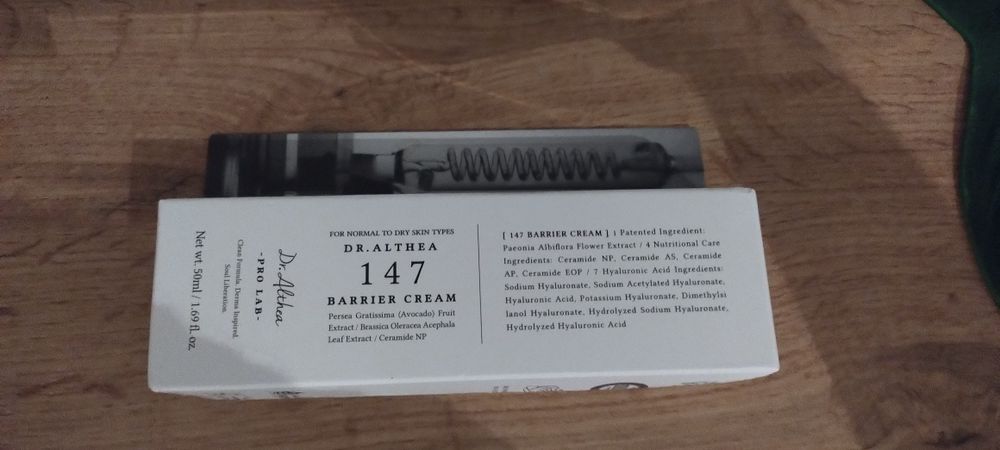 Net wt. 50ml / 1.69 fl. oz.
Clean Formula. Derma Inspired.
Soul Liberation.
-PRO LAB-
Dr.Althea
FOR NORMAL TO DRY SKIN TYPES
DR.ALTHEA
147
BARRIER CREAM
Persea Gratissima (Avocado) Fruit
Extract / Brassica Oleracea Acephala
Leaf Extract / Ceramide NP
[ 147 BARRIER CREAM ] 1 Patented Ingredient:
Paeonia Albiflora Flower Extract / 4 Nutritional Care
Ingredients: Ceramide NP, Ceramide AS, Ceramide
AP, Ceramide EOP / 7 Hyaluronic Acid Ingredients:
Sodium Hyaluronate, Sodium Acetylated Hyaluronate,
Hyaluronic Acid, Potassium Hyaluronate, Dimethylsi
lanol Hyaluronate, Hydrolyzed Sodium Hyaluronate,
Hydrolyzed Hyaluronic Acid